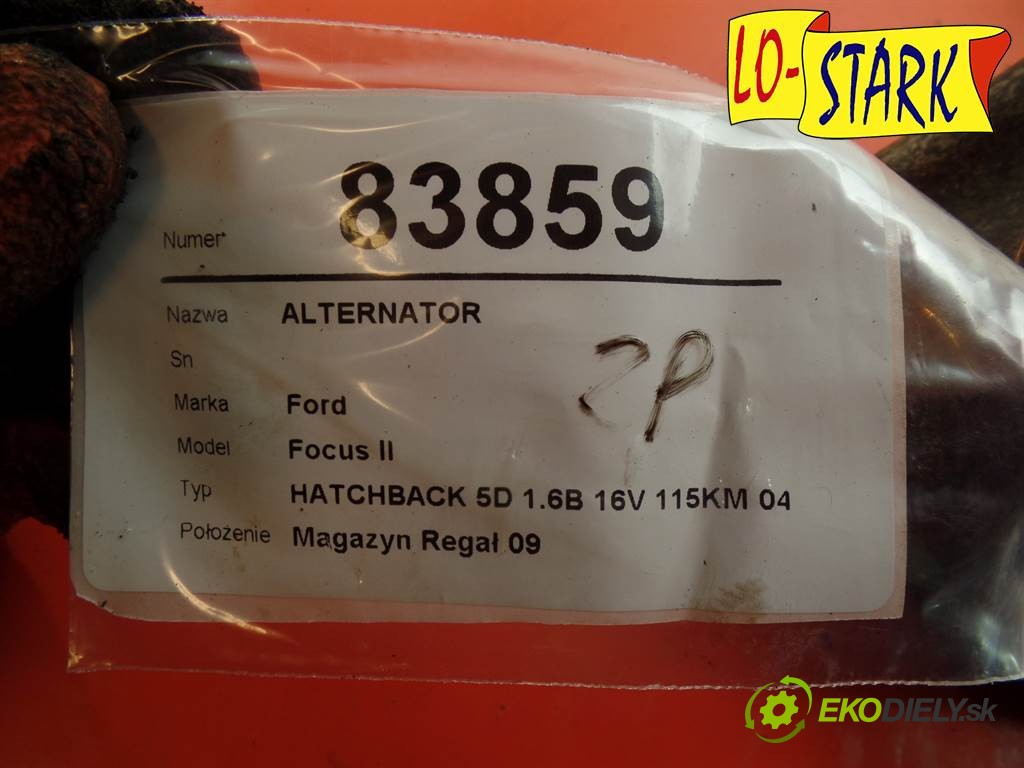 LO-STARK
Numer* 83859
Nazwa ALTERNATOR
Sn
Marka Ford
Model Focus II
Typ HATCHBACK 5D 1.6B 16V 115KM 04
Położenie Magazyn Regał 09
2P
EKODIELY.sk